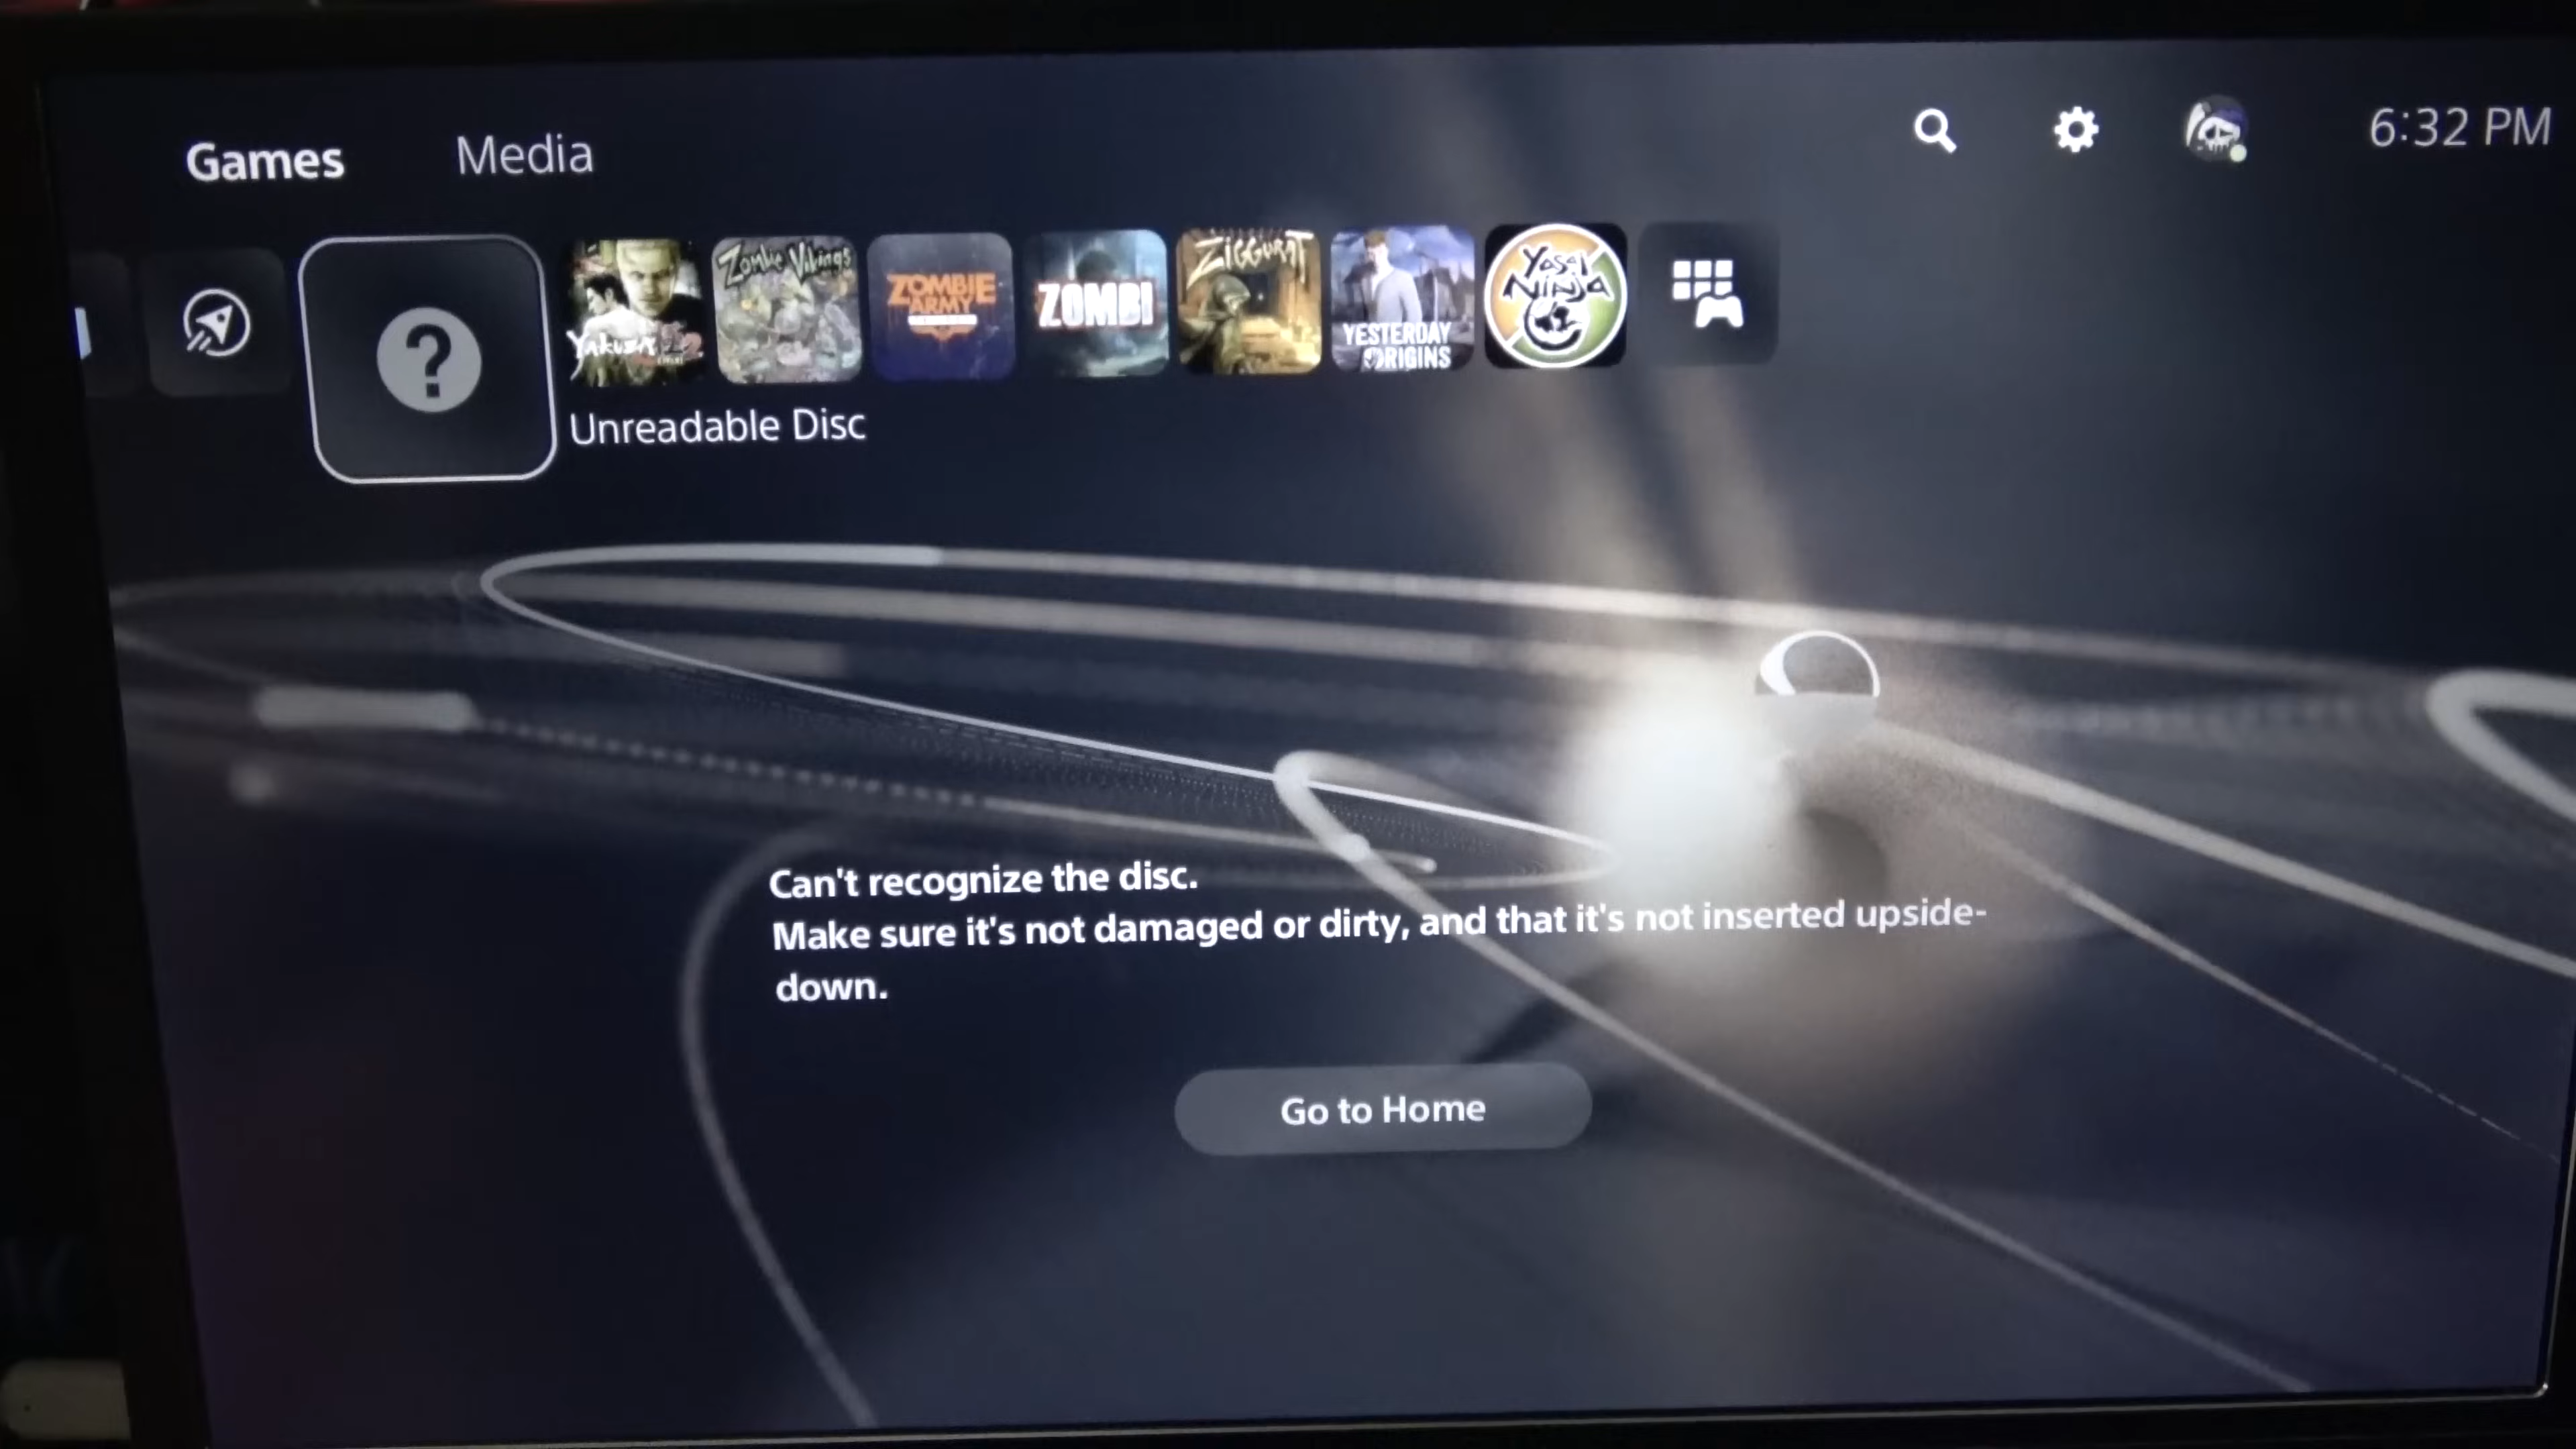 Games
Media
6:32 PM
YAKUZA
Zombie Vikings
ZOMBIE
ARMY
ZOMBI
ZIGGURAT
YESTERDAY
ORIGINS
Yasai
Ninja
Unreadable Disc
Can't recognize the disc.
Make sure it's not damaged or dirty, and that it's not inserted upside-
down.
Go to Home